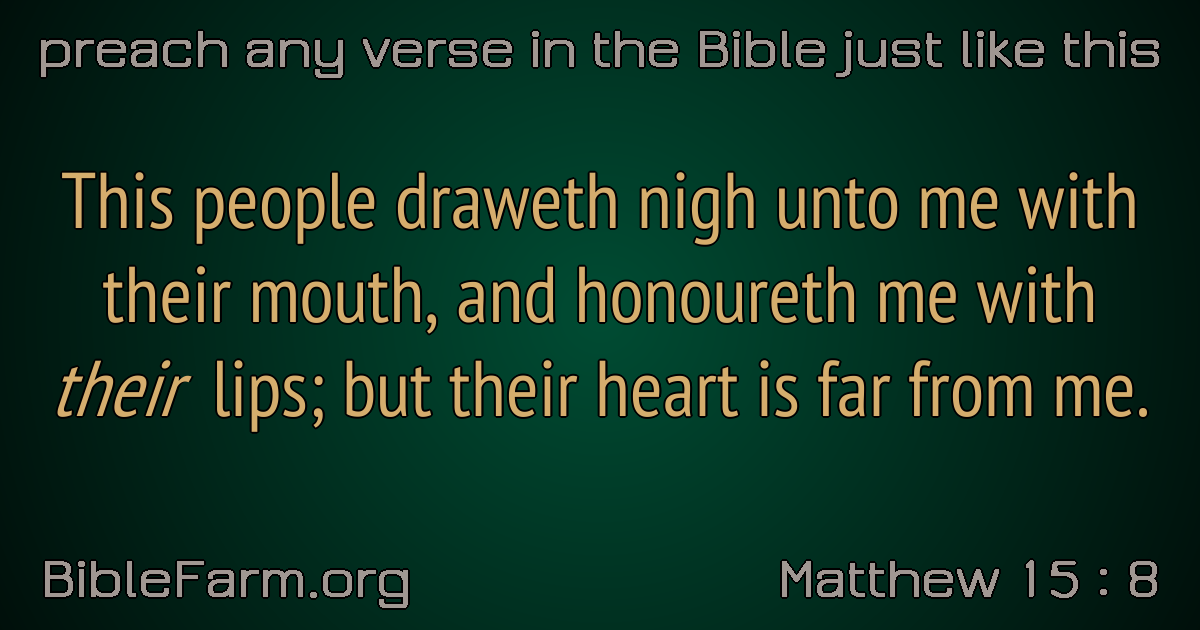 preach any verse in the Bible just like this
This people draweth nigh unto me with
their mouth, and honoureth me with
their lips; but their heart is far from me.
BibleFarm.org
Matthew 15 : 8